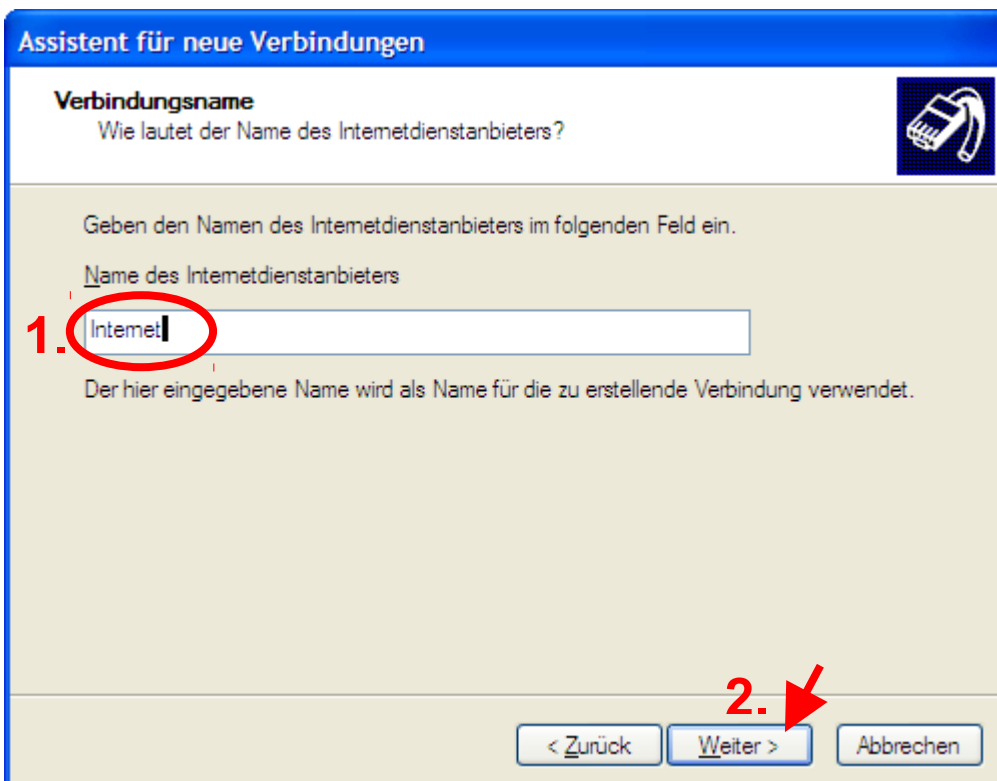 Assistent für neue Verbindungen
Verbindungsname
Wie lautet der Name des Internetdienstanbieters?
Geben den Namen des Internetdienstanbieters im folgenden Feld ein.
Name des Internetdienstanbieters
1. Internet
Der hier eingegebene Name wird als Name für die zu erstellende Verbindung verwendet.
2.
< Zurück Weiter > Abbrechen